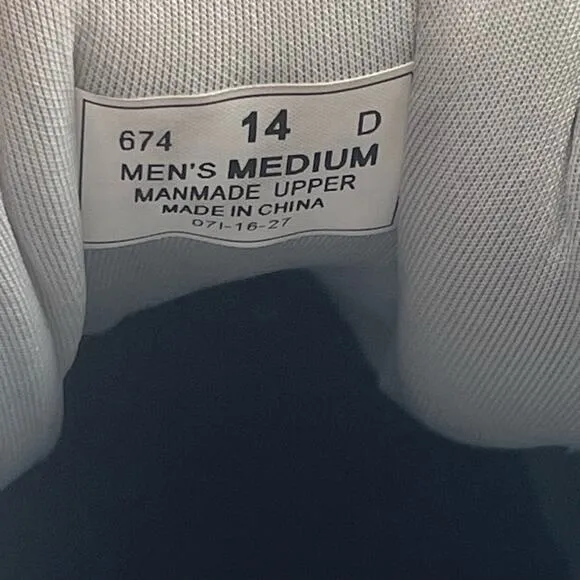 674 14 D
MEN'S MEDIUM
MANMADE UPPER
MADE IN CHINA
071-16-27